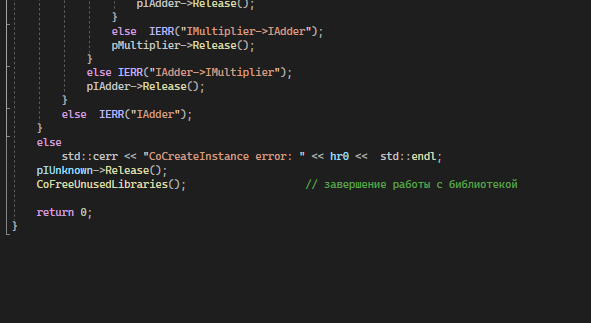 pIAdder->Release();
}
else  IERR("IMultiplier->IAdder");
pMultiplier->Release();
}
else IERR("IAdder->IMultiplier");
pIAdder->Release();
}
else  IERR("IAdder");
}
else
std::cerr << "CoCreateInstance error: " << hr0 <<  std::endl;
pIUnknown->Release();
CoFreeUnusedLibraries();                   // завершение работы с библиотекой
return 0;
}